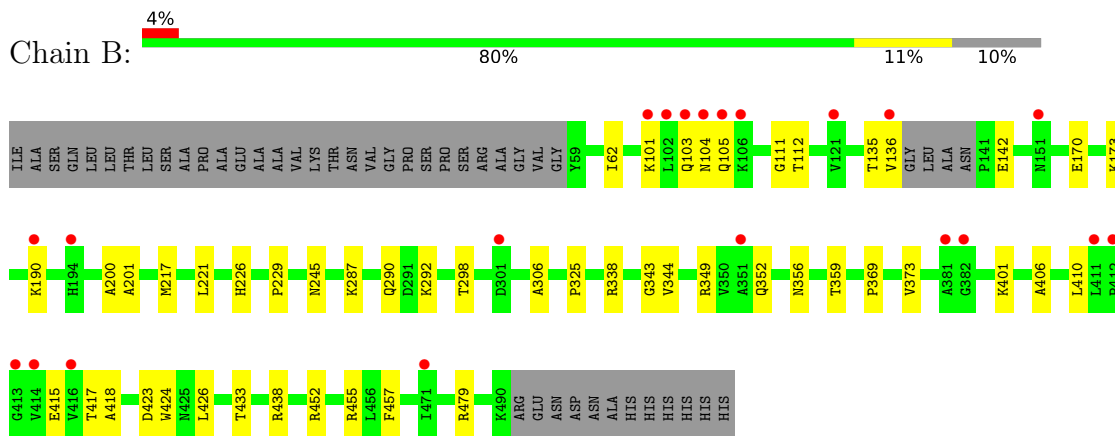 4%
Chain B:
80% 11% 10%
ILE ALA SER GLN LEU LEU THR LEU SER ALA PRO ALA GLU ALA ALA VAL LYS THR ASN VAL GLY PRO SER PRO SER ARG ALA GLY VAL GLY Y59 I62 K101 L102 Q103 N104 Q105 K106 G111 T112 V121 T135 V136 GLY LEU ALA ASN P141 E142 N151 E170 K173
K190 H194 A200 A201 M217 L221 H226 P229 N245 K287 Q290 D291 K292 T298 D301 A306 P325 R338 G343 V344 R349 V350 A351 Q352 N356 T359 P369 V373 A381 G382 K401 A406 L410 L411
G413 V414 E415 V416 T417 A418 D423 W424 N425 L426 T433 R438 R452 R455 L456 F457 I471 R479 K490 ARG GLU ASN ASP ASN ALA HIS HIS HIS HIS HIS HIS